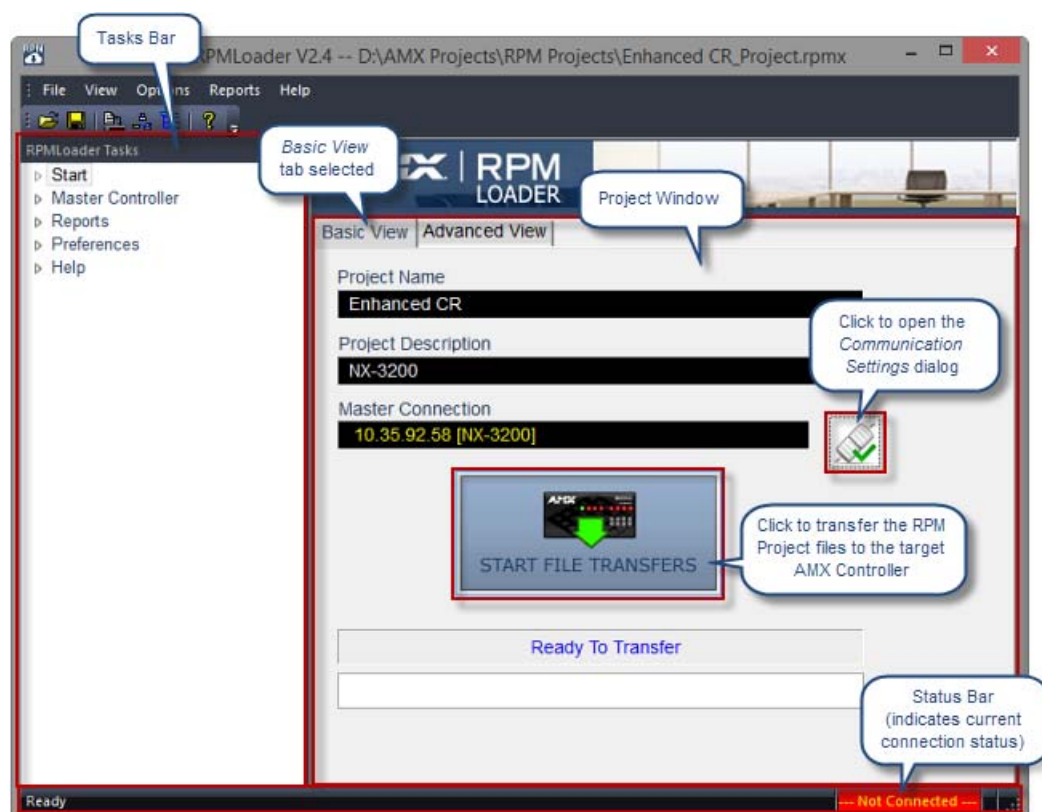 Tasks Bar
RPMLoader V2.4 -- D:\AMX Projects\RPM Projects\Enhanced CR_Project.rpmx
File View Options Reports Help
RPMLoader Tasks
Start
Master Controller
Reports
Preferences
Help
Basic View
tab selected
RPM
LOADER
Project Window
Basic View
Advanced View
Project Name
Enhanced CR
Project Description
NX-3200
Click to open the
Communication
Settings dialog
Master Connection
10.35.92.58 [NX-3200]
AMX
START FILE TRANSFERS
Click to transfer the RPM
Project files to the target
AMX Controller
Ready To Transfer
Status Bar
(indicates current
connection status)
Ready
--- Not Connected ---